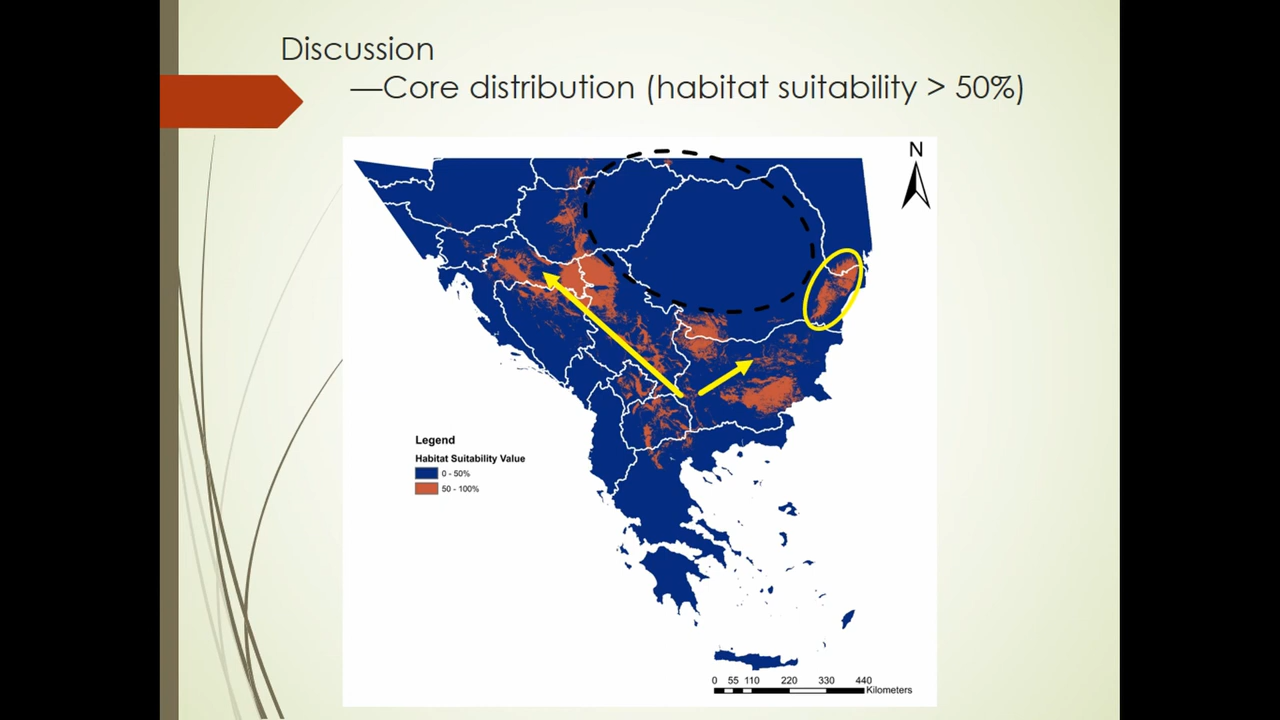 Discussion
—Core distribution (habitat suitability > 50%)
N
Legend
Habitat Suitability Value
0 - 50%
50 - 100%
0 55 110 220 330 440
Kilometers